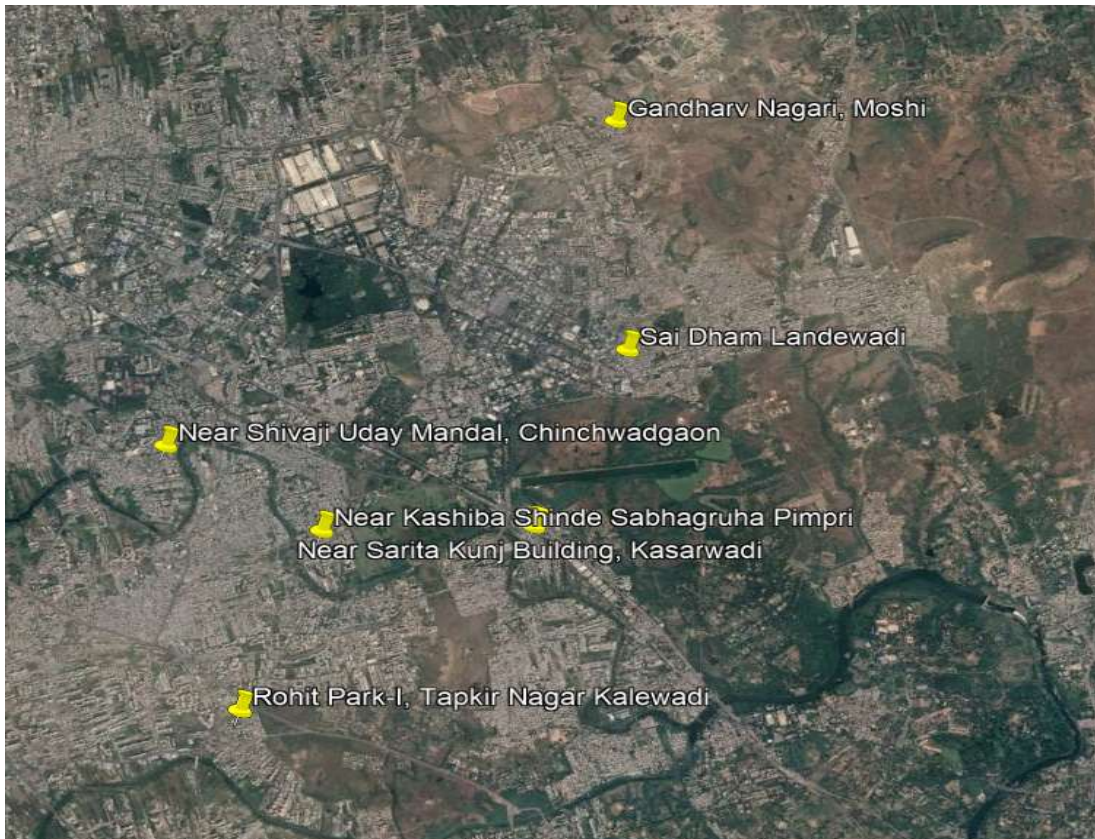 Gandharv Nagari, Moshi
Sai Dham Landewadi
Near Shivaji Uday Mandal, Chinchwadgaon
Near Kashiba Shinde Sabhagruha Pimpri
Near Sarita Kunj Building, Kasarwadi
Rohit Park-I, Tapkir Nagar Kalewadi